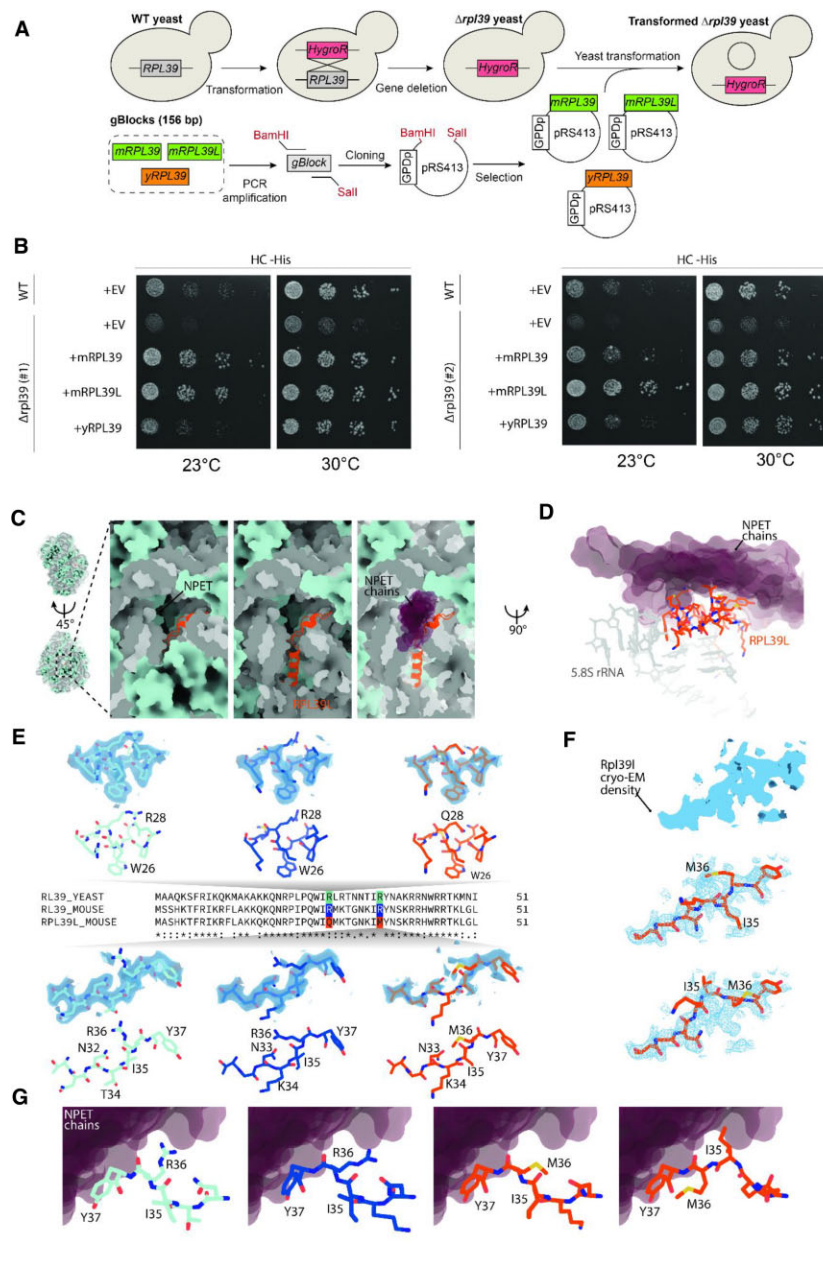 A
WT yeast
Δrpl39 yeast
Transformed Δrpl39 yeast
RPL39
HygroR
RPL39
HygroR
HygroR
Transformation
Gene deletion
Yeast transformation
gBlocks (156 bp)
mRPL39
mRPL39L
yRPL39
PCR
amplification
BamHI
gBlock
SalI
Cloning
BamHI
SalI
GPDp
pRS413
Selection
mRPL39
GPDp
pRS413
mRPL39L
GPDp
pRS413
yRPL39
GPDp
pRS413
B
HC -His
HC -His
WT
+EV
WT
+EV
Δrpl39 (#1)
+EV
+mRPL39
+mRPL39L
+yRPL39
Δrpl39 (#2)
+EV
+mRPL39
+mRPL39L
+yRPL39
23°C
30°C
23°C
30°C
C
45°
NPET
RPL39L
NPET
chains
90°
D
NPET
chains
RPL39L
5.8S rRNA
E
R28
W26
R28
W26
Q28
W26
RL39_YEAST MAAQKSFRIKQKMAKAKKQNRPLPQWIRLRTNNTIRYNAKRRNWRRTKMNI 51
RL39_MOUSE MSSHKTFRIKRFLAKKQKQNRPIPQWIRMKTGNKIRYNSKRRHWRRTKLGL 51
RPL39L_MOUSE MASHKTFRIKRFLAKKQKQNRPIPQWIQMKTGNKIMYNSKRRHWRRTKLGL 51
R36
Y37
N32
I35
T34
R36
Y37
N33
I35
K34
M36
N33
I35
Y37
K34
F
Rpl39l
cryo-EM
density
M36
I35
I35
M36
G
NPET
chains
R36
I35
Y37
R36
I35
Y37
M36
I35
Y37
I35
Y37
M36